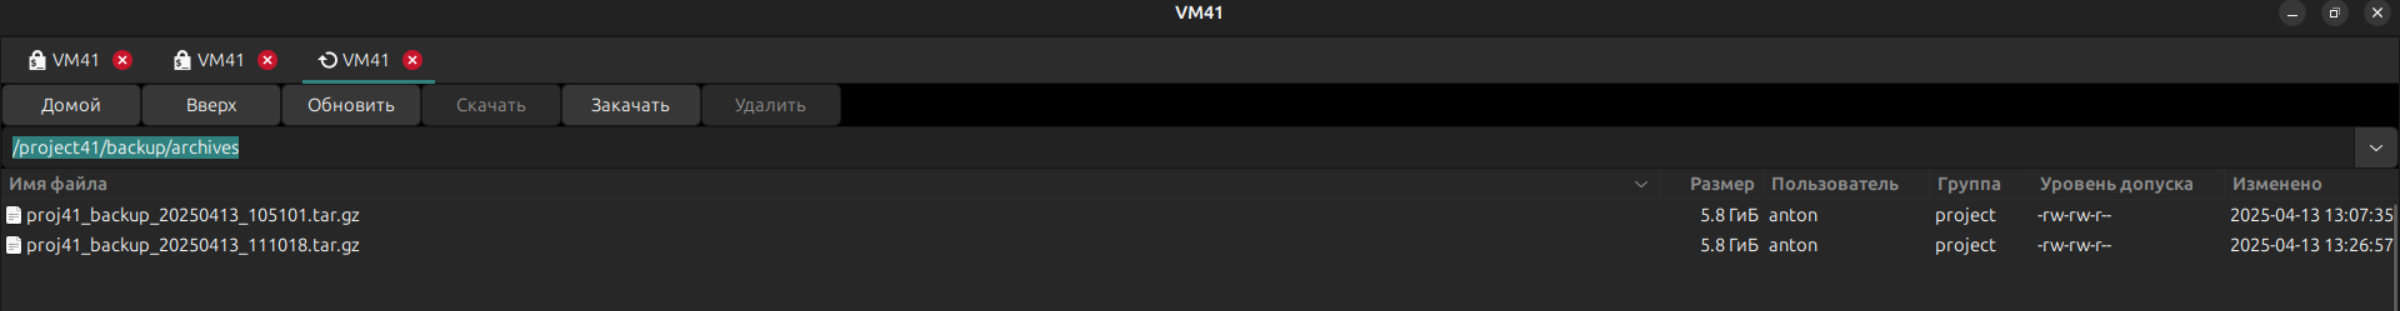 VM41
VM41 VM41 VM41
Домой Вверх Обновить Скачать Закачать Удалить
/project41/backup/archives
Имя файла Размер Пользователь Группа Уровень допуска Изменено
proj41_backup_20250413_105101.tar.gz 5.8 ГиБ anton project -rw-rw-r-- 2025-04-13 13:07:35
proj41_backup_20250413_111018.tar.gz 5.8 ГиБ anton project -rw-rw-r-- 2025-04-13 13:26:57